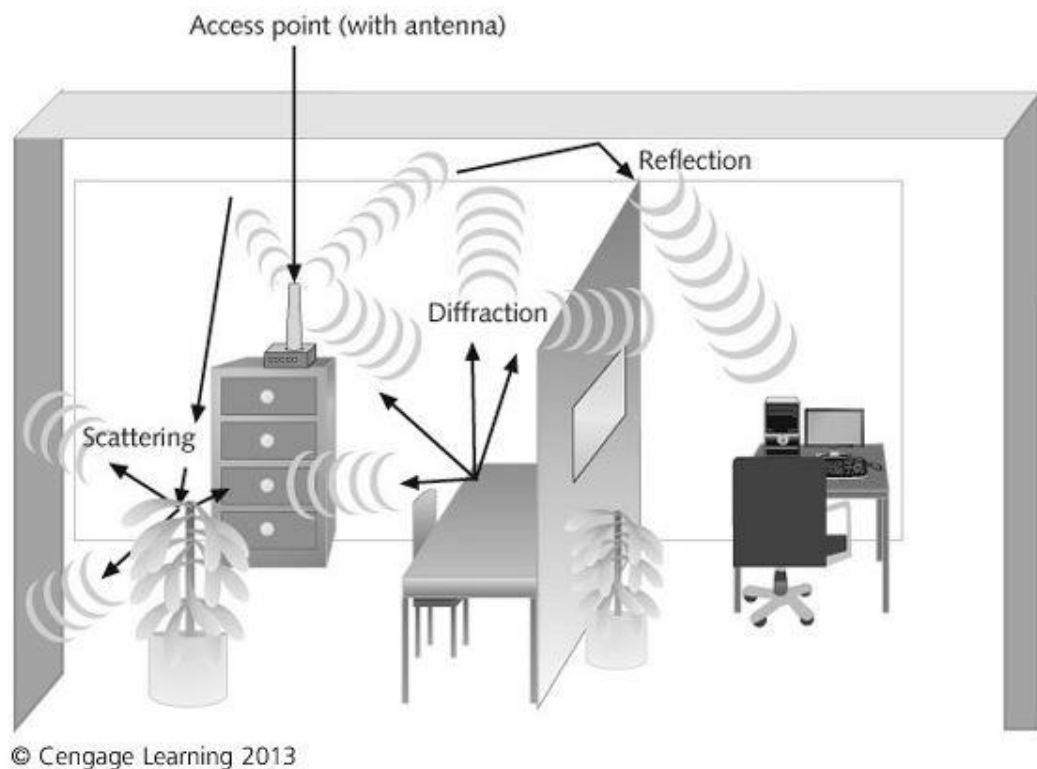 Access point (with antenna)
Reflection
Diffraction
Scattering
© Cengage Learning 2013